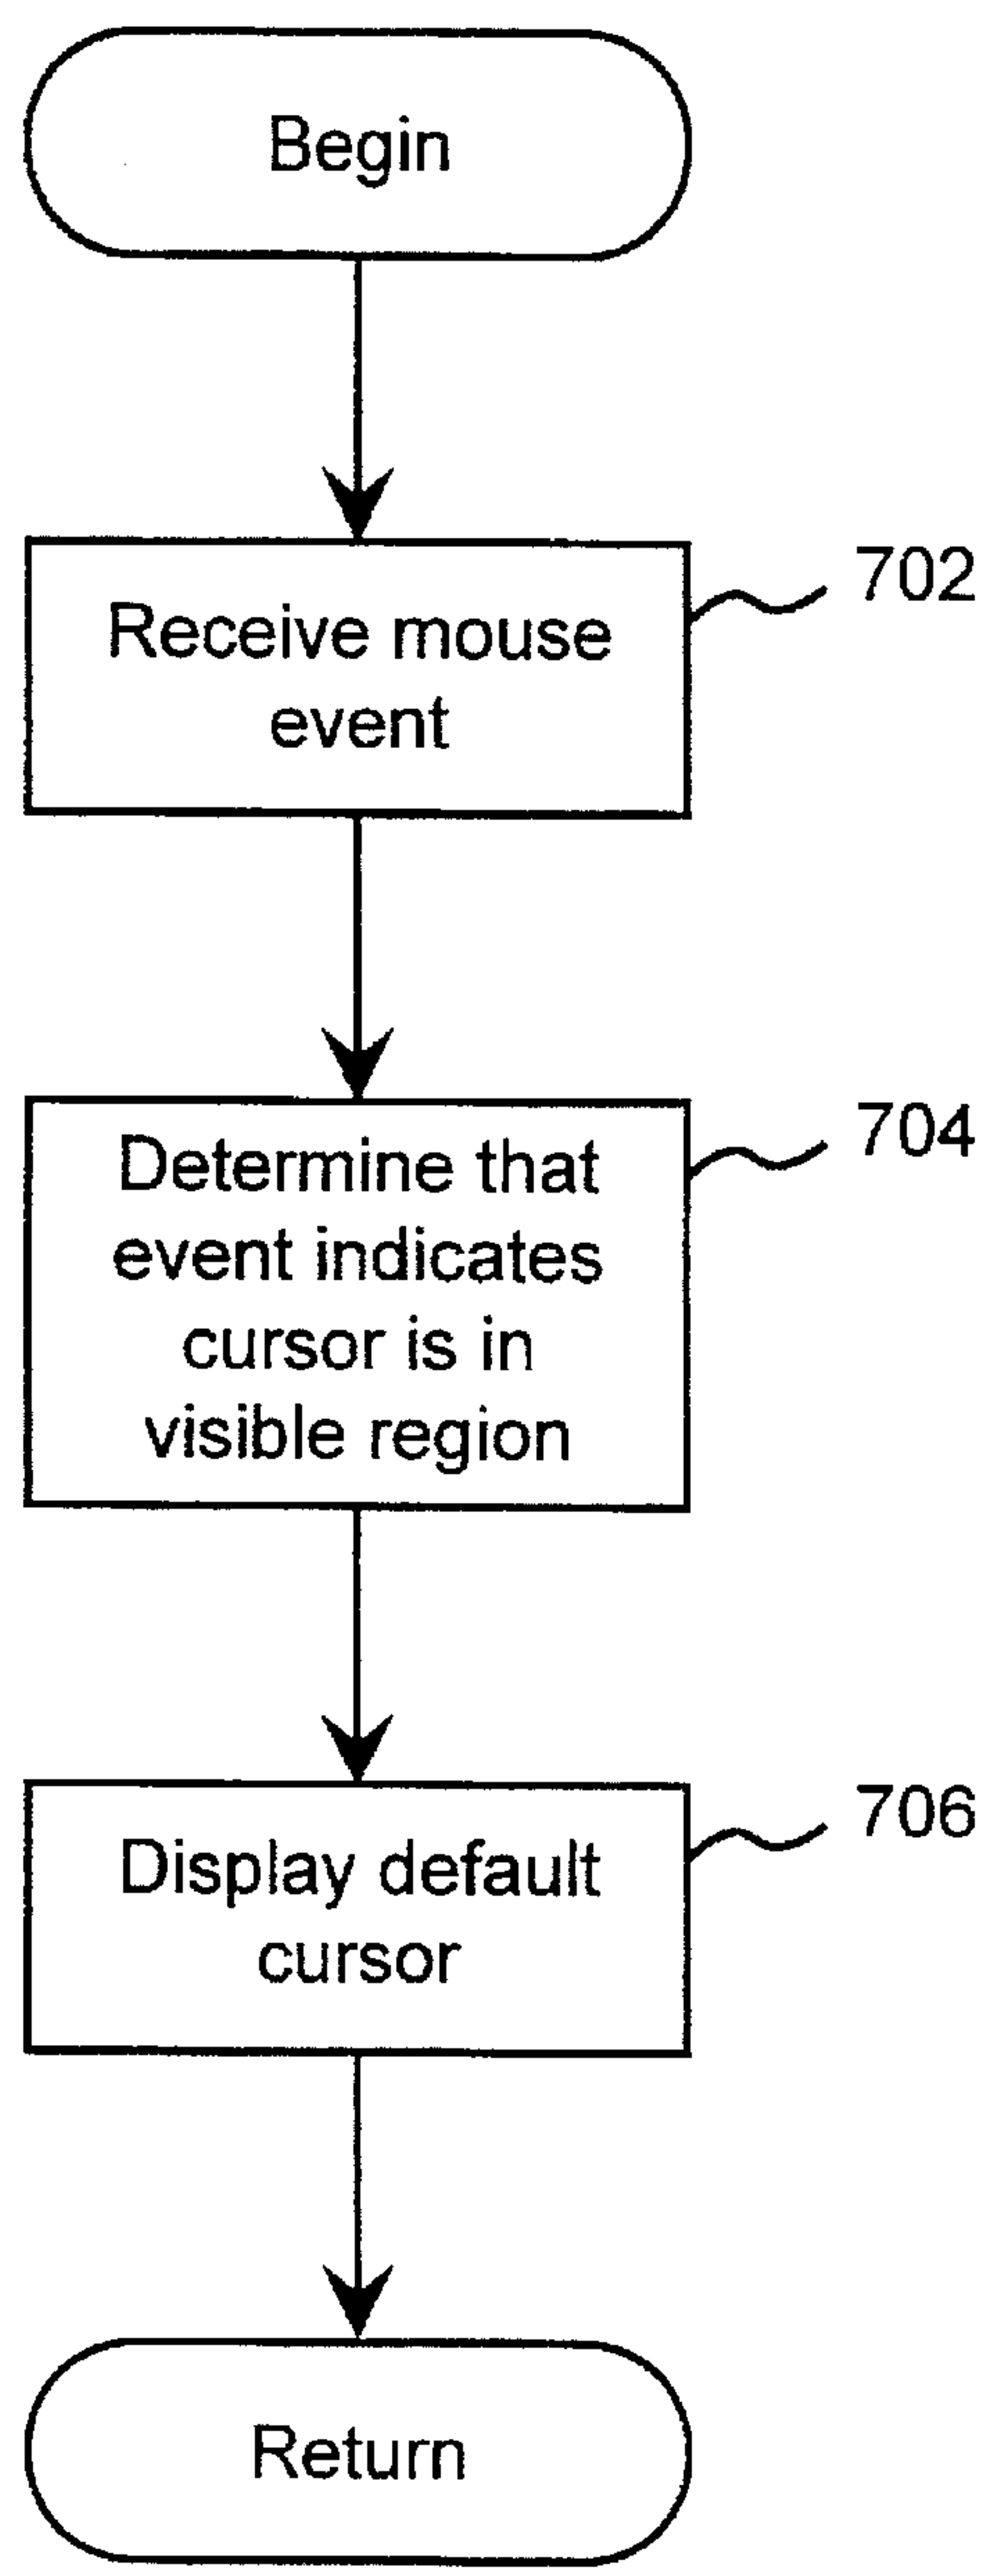 Begin
702
Receive mouse
event
704
Determine that
event indicates
cursor is in
visible region
706
Display default
cursor
Return